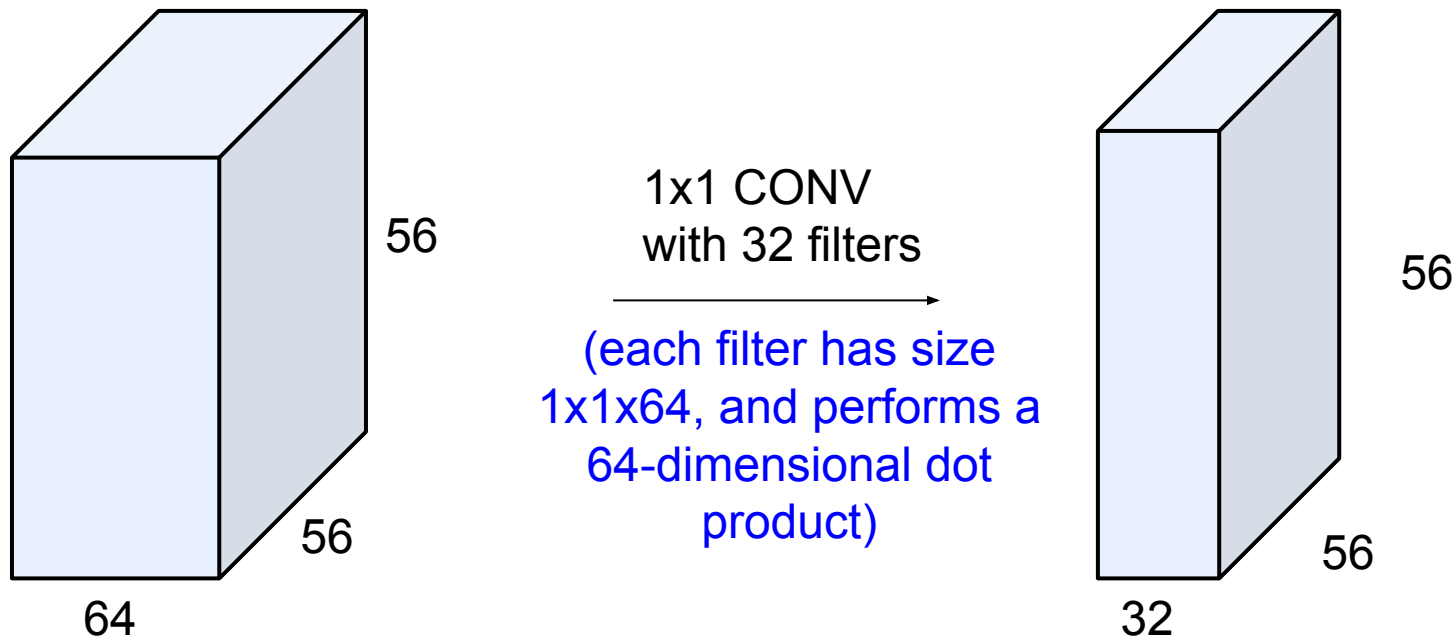 56
56
64
1x1 CONV
with 32 filters
(each filter has size
1x1x64, and performs a
64-dimensional dot
product)
56
56
32